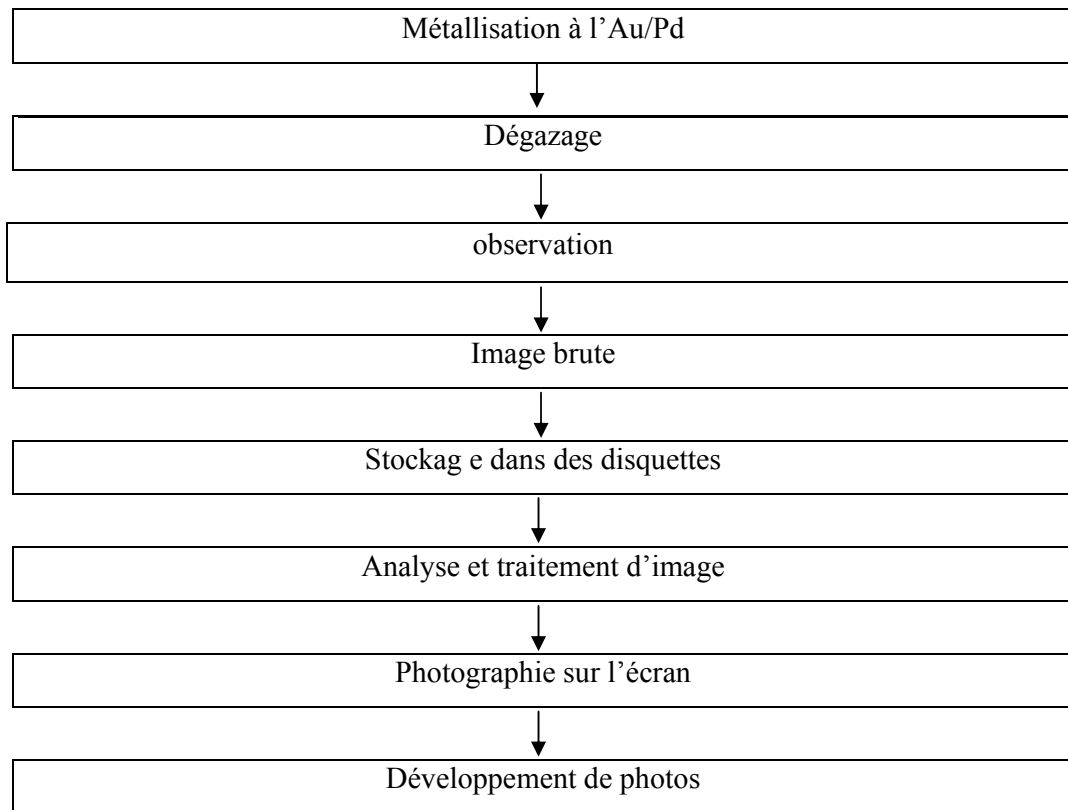 Métallisation à l’Au/Pd
Dégazage
observation
Image brute
Stockag e dans des disquettes
Analyse et traitement d’image
Photographie sur l’écran
Développement de photos